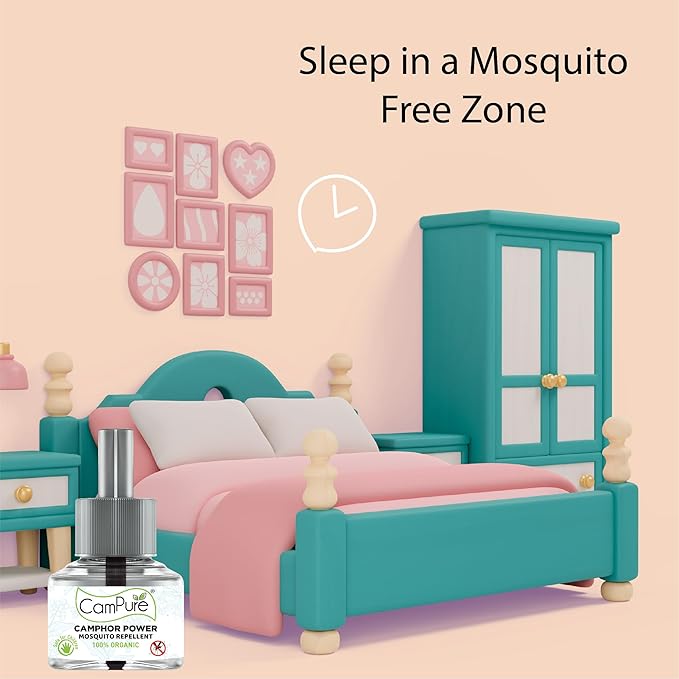 Sleep in a Mosquito
Free Zone
CamPure
CAMPHOR POWER
MOSQUITO REPELLENT
100% ORGANIC